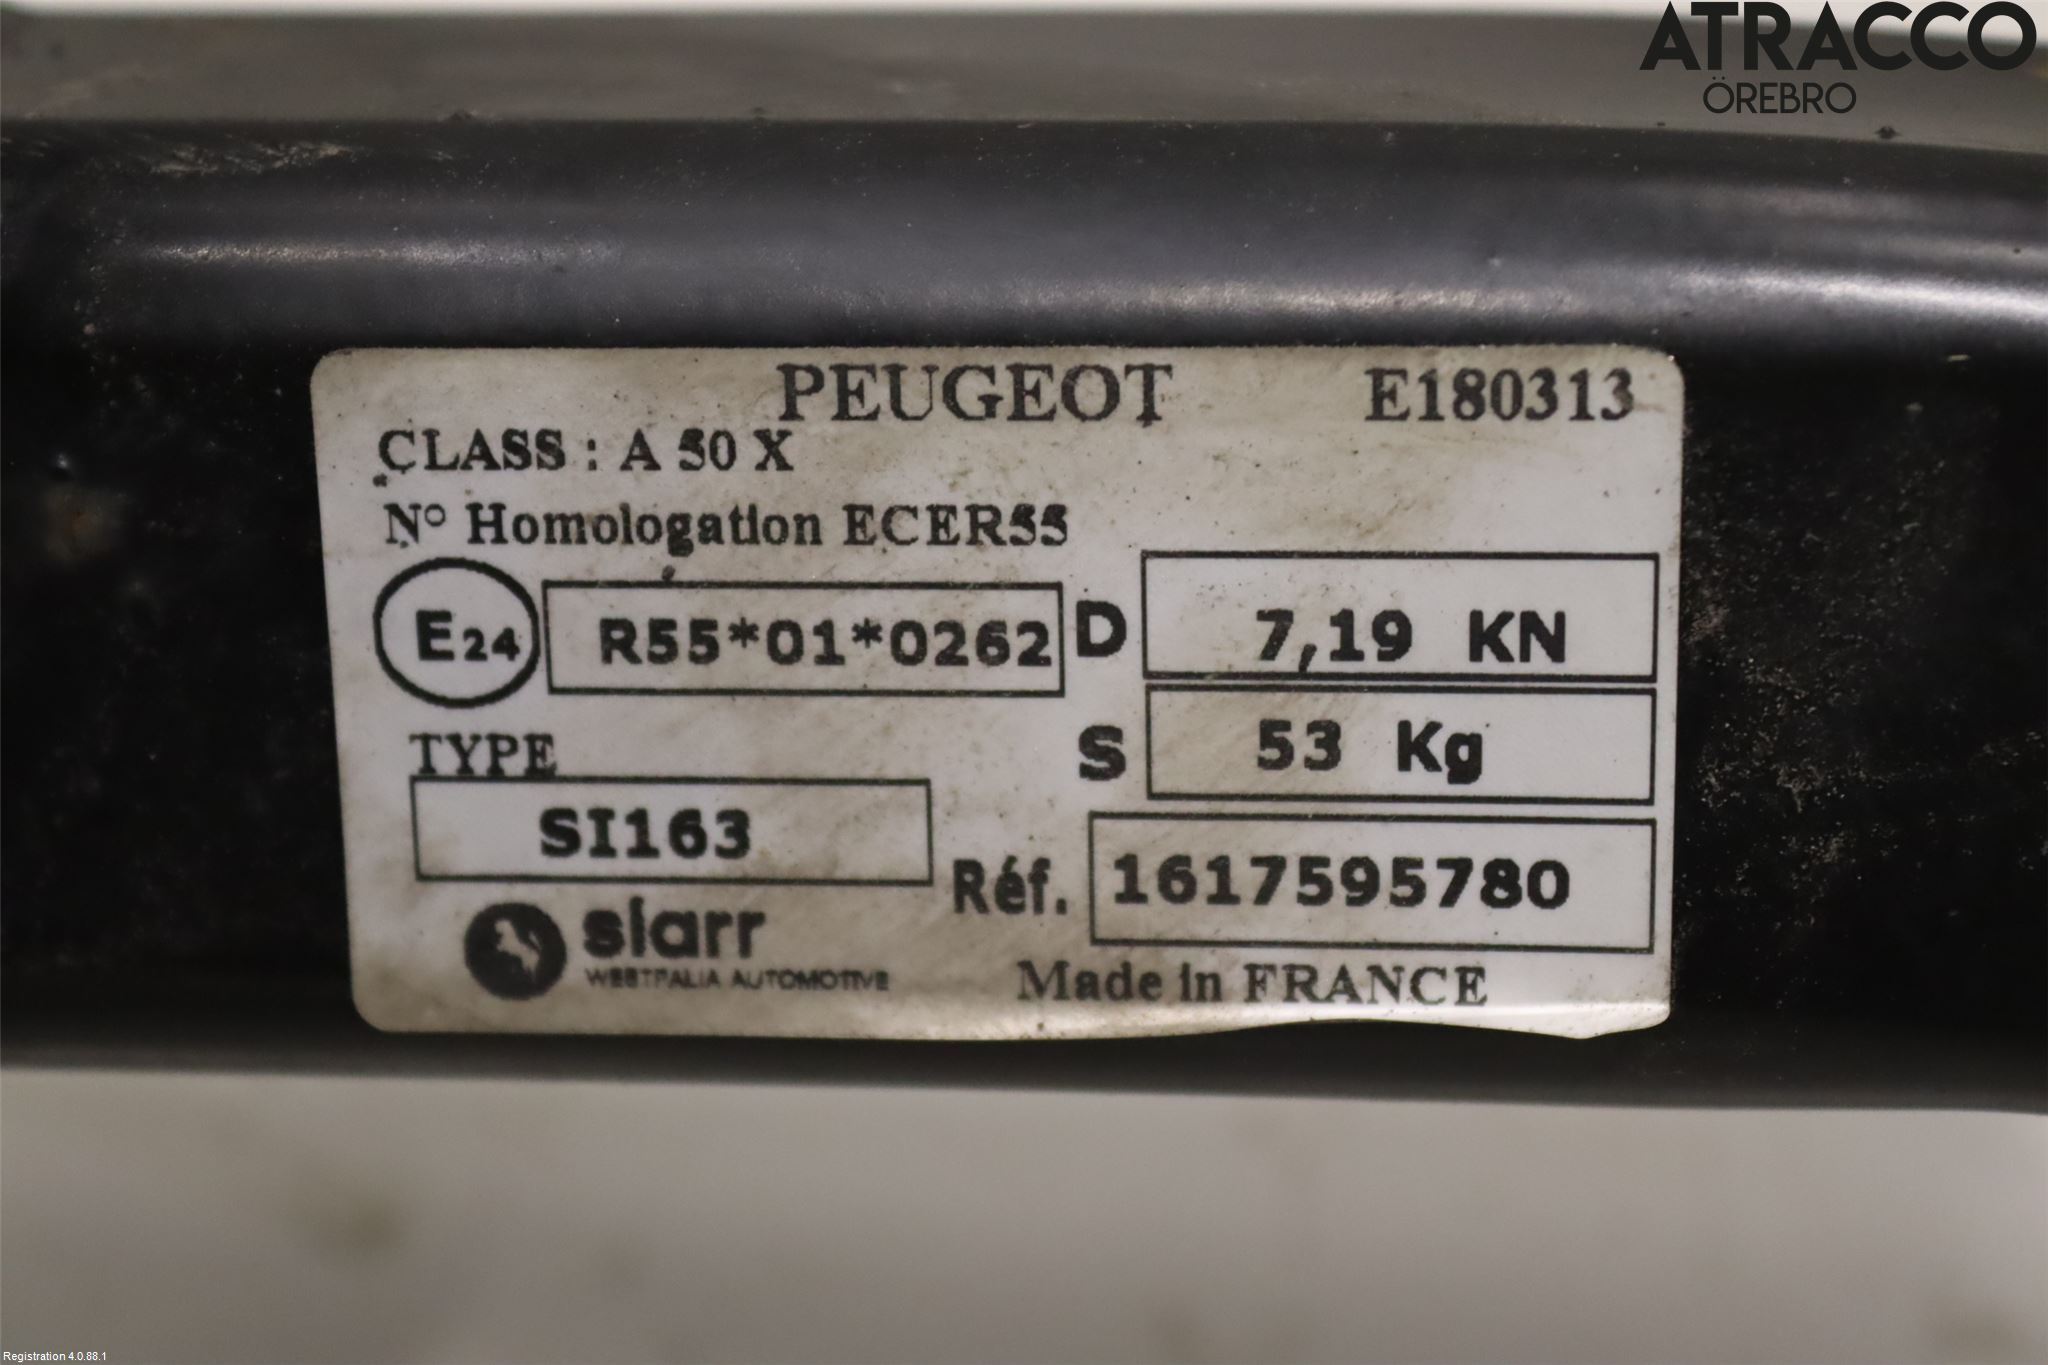 ATRACCO
ÖREBRO
PEUGEOT E180313
CLASS : A 50 X
N° Homologation ECER55
E24 R55*01*0262 D 7,19 KN
S 53 Kg
TYPE
SI163
Réf. 1617595780
siarr
WESTFALIA AUTOMOTIVE
Made in FRANCE
Registration 4.0.88.1